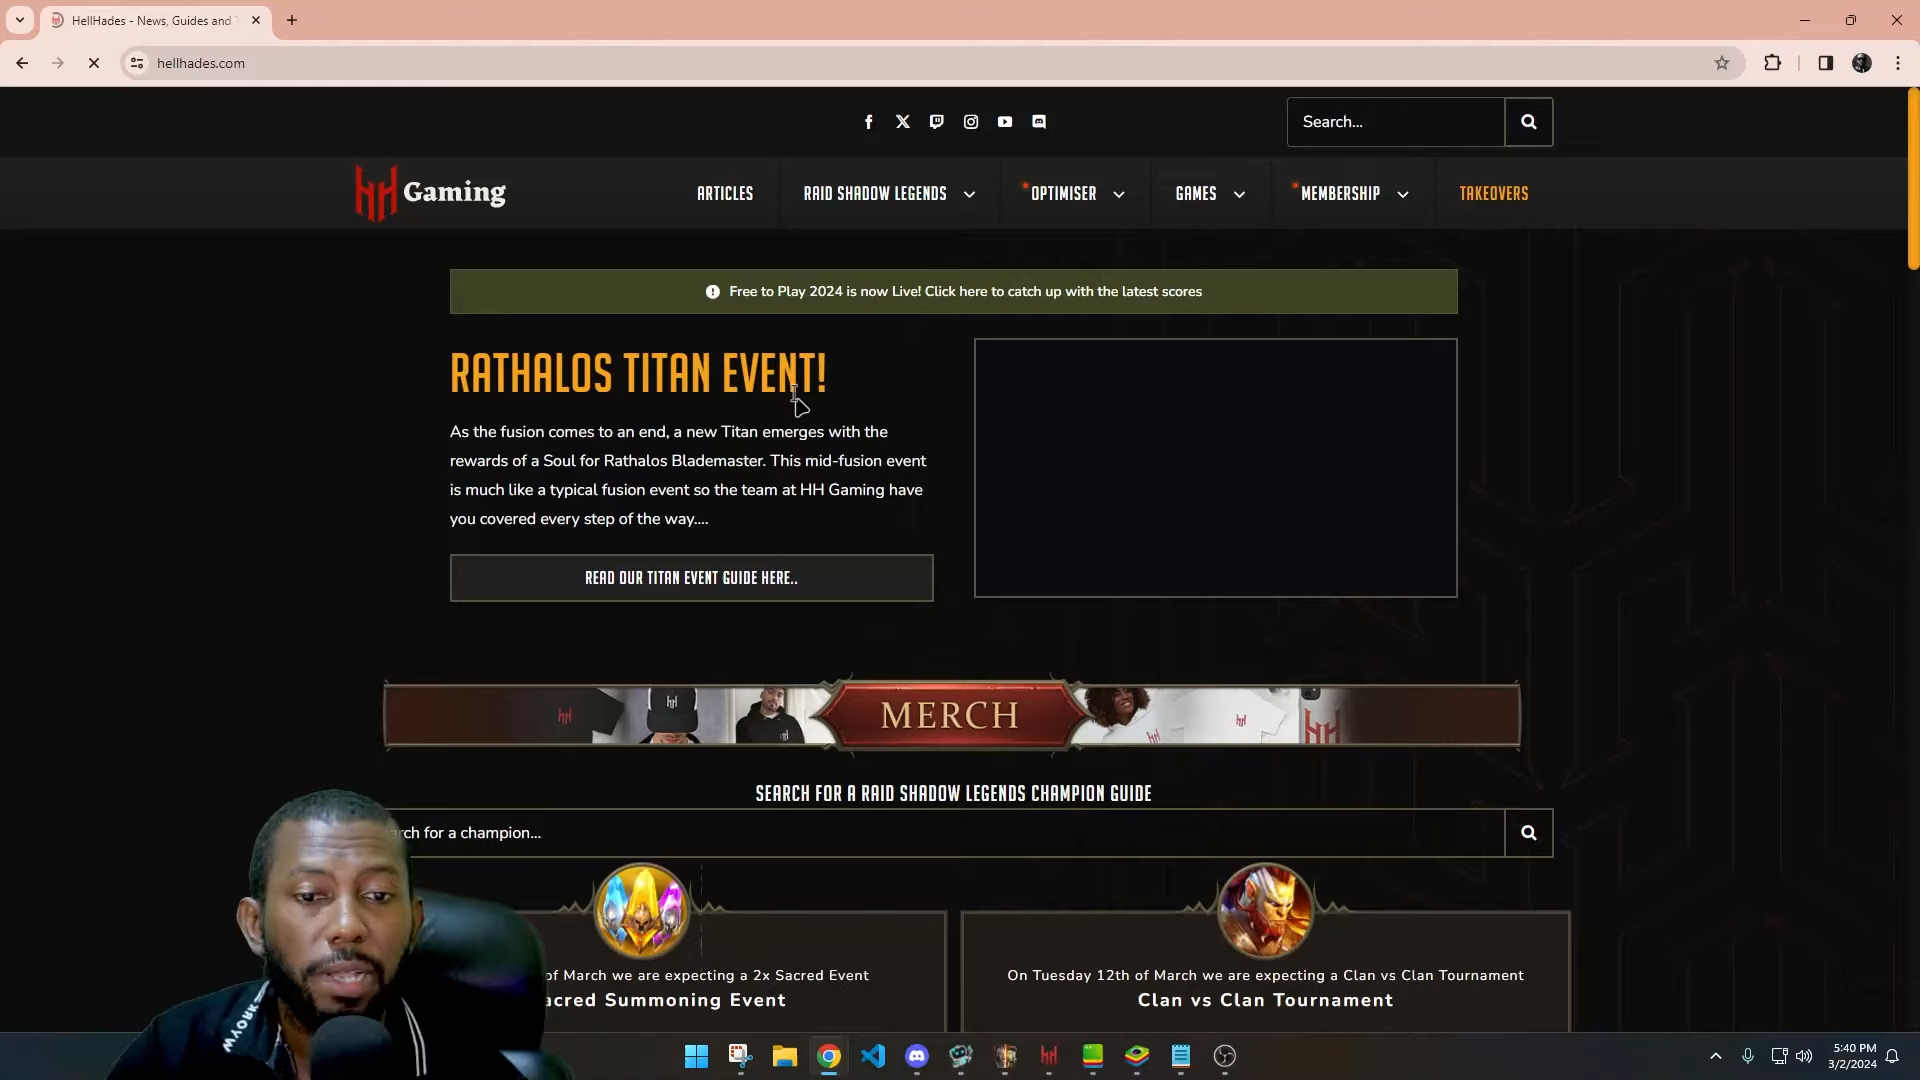 HellHades - News, Guides and
hellhades.com
Search...
Gaming
ARTICLES
RAID SHADOW LEGENDS
OPTIMISER
GAMES
MEMBERSHIP
TAKEOVERS
Free to Play 2024 is now Live! Click here to catch up with the latest scores
RATHALOS TITAN EVENT!
As the fusion comes to an end, a new Titan emerges with the
rewards of a Soul for Rathalos Blademaster. This mid-fusion event
is much like a typical fusion event so the team at HH Gaming have
you covered every step of the way....
READ OUR TITAN EVENT GUIDE HERE..
MERCH
SEARCH FOR A RAID SHADOW LEGENDS CHAMPION GUIDE
rch for a champion...
of March we are expecting a 2x Sacred Event
acred Summoning Event
On Tuesday 12th of March we are expecting a Clan vs Clan Tournament
Clan vs Clan Tournament
5:40 PM
3/2/2024